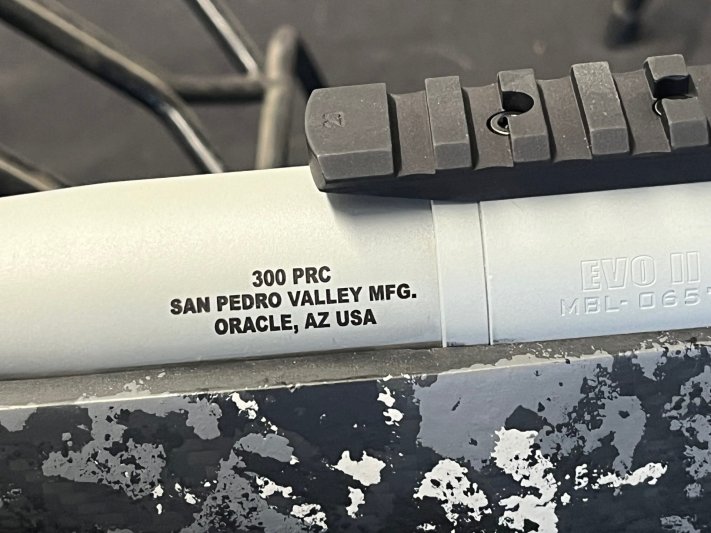 300 PRC
SAN PEDRO VALLEY MFG.
ORACLE, AZ USA
EVO II